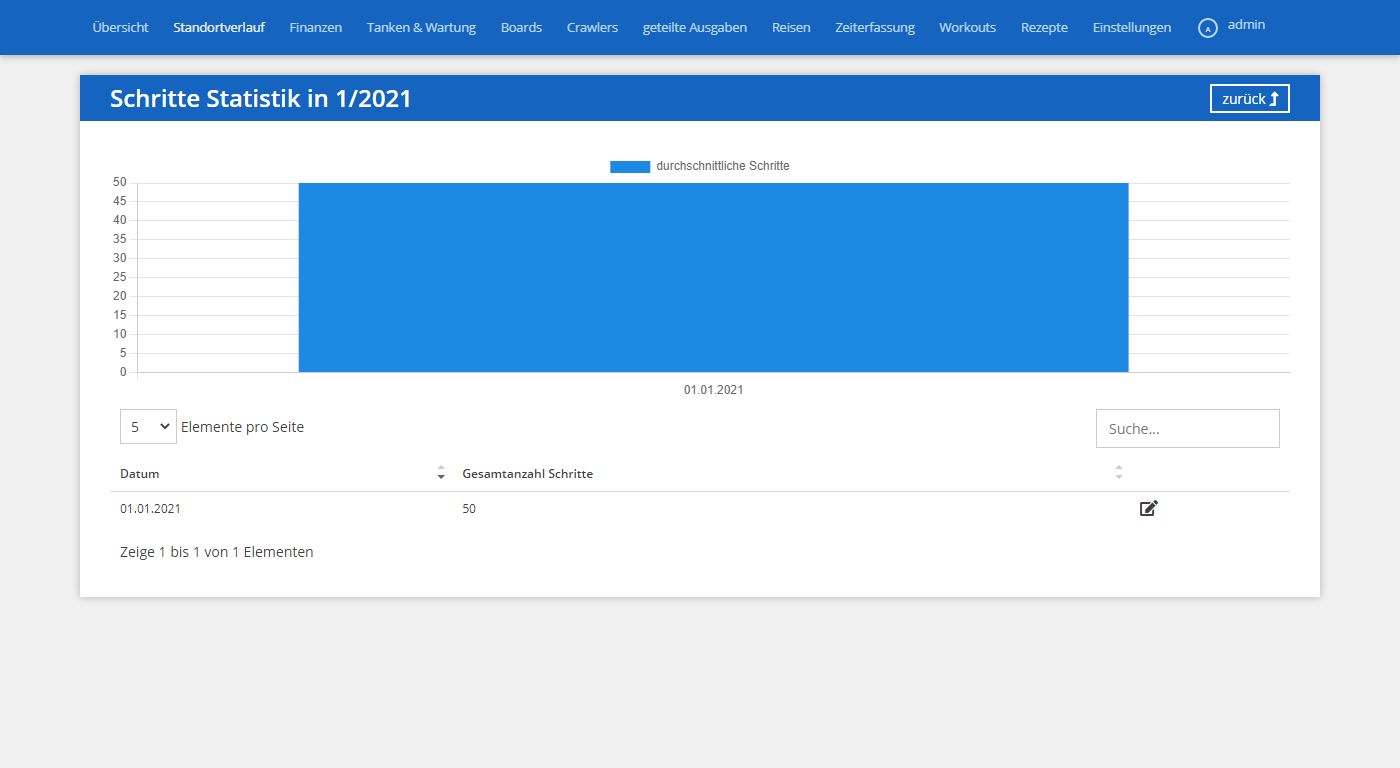 Übersicht Standortverlauf Finanzen Tanken & Wartung Boards Crawlers geteilte Ausgaben Reisen Zeiterfassung Workouts Rezepte Einstellungen A admin
Schritte Statistik in 1/2021 zurück
durchschnittliche Schritte
50
45
40
35
30
25
20
15
10
5
0
01.01.2021
5 Elemente pro Seite Suche...
Datum Gesamtanzahl Schritte
01.01.2021 50
Zeige 1 bis 1 von 1 Elementen